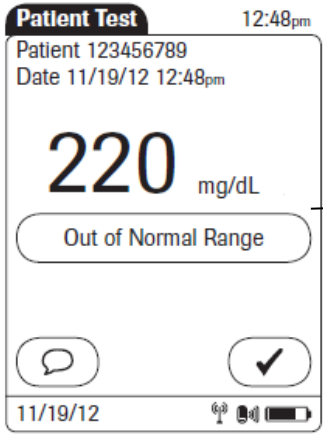 Patient Test 12:48pm
Patient 123456789
Date 11/19/12 12:48pm
220 mg/dL
Out of Normal Range
11/19/12